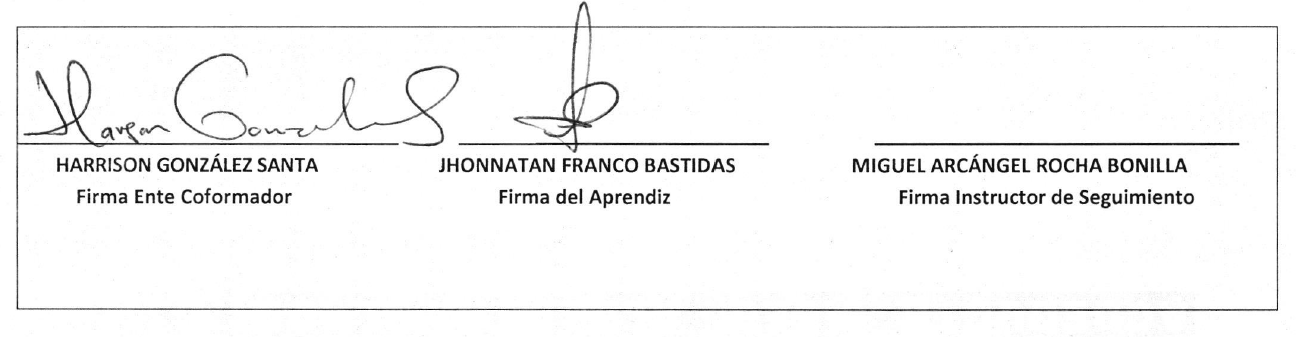 HARRISON GONZÁLEZ SANTA
Firma Ente Coformador
JHONNATAN FRANCO BASTIDAS
Firma del Aprendiz
MIGUEL ARCÁNGEL ROCHA BONILLA
Firma Instructor de Seguimiento